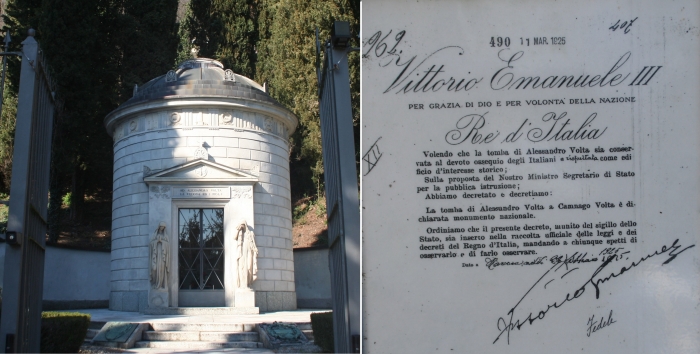 407
262.
490 11 MAR. 1925
Vittorio Emanuele III
PER GRAZIA DI DIO E PER VOLONTÀ DELLA NAZIONE
Re d'Italia
XII
Volendo che la tomba di Alessandro Volta sia conser-
vata al devoto ossequio degli Italiani e rispettata come edi-
ficio d'interesse storico;
Sulla proposta del Nostro Ministro Segretario di Stato
per la pubblica istruzione;
Abbiamo decretato e decretiamo:
La tomba di Alessandro Volta a Camnago Volta è di-
chiarata monumento nazionale.
Ordiniamo che il presente decreto, munito del sigillo dello
Stato, sia inserto nella raccolta ufficiale delle leggi e dei
decreti del Regno d'Italia, mandando a chiunque spetti di
osservarlo e di farlo osservare.
Dato a
Vittorio Emanuele
Fedele